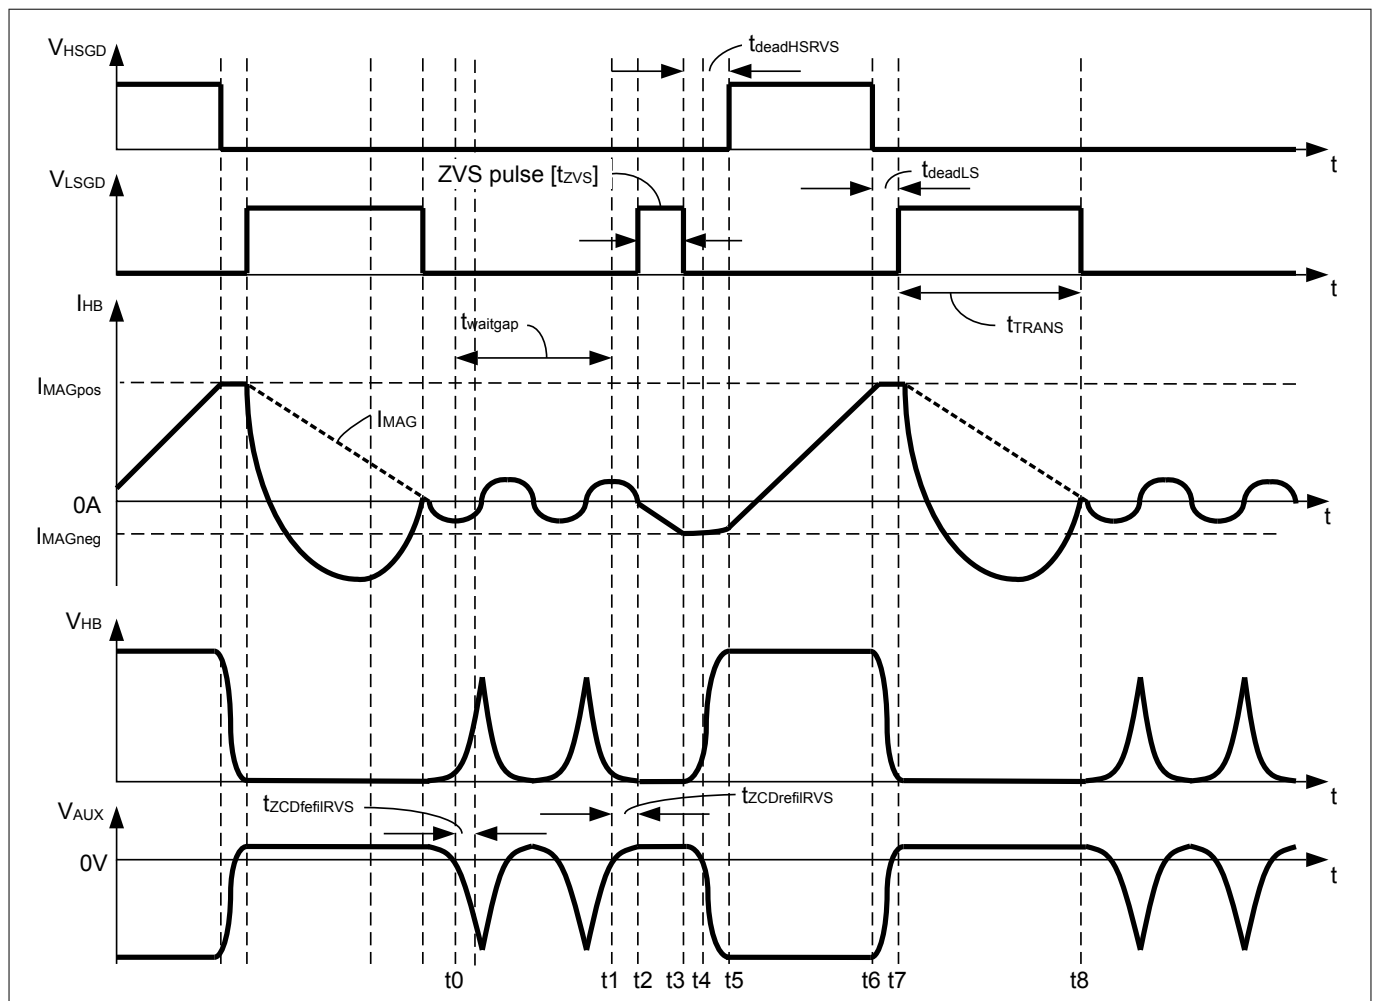 VHSGD
tdeadHSRVS
t
VLSGD
ZVS pulse [tZVS]
tdeadLS
t
IHB
twaitgap
tTRANS
IMAGpos
IMAG
0A
t
IMAGneg
VHB
t
tZCDfefilRVS
tZCDrefilRVS
VAUX
0V
t
t0 t1 t2 t3 t4 t5 t6 t7 t8